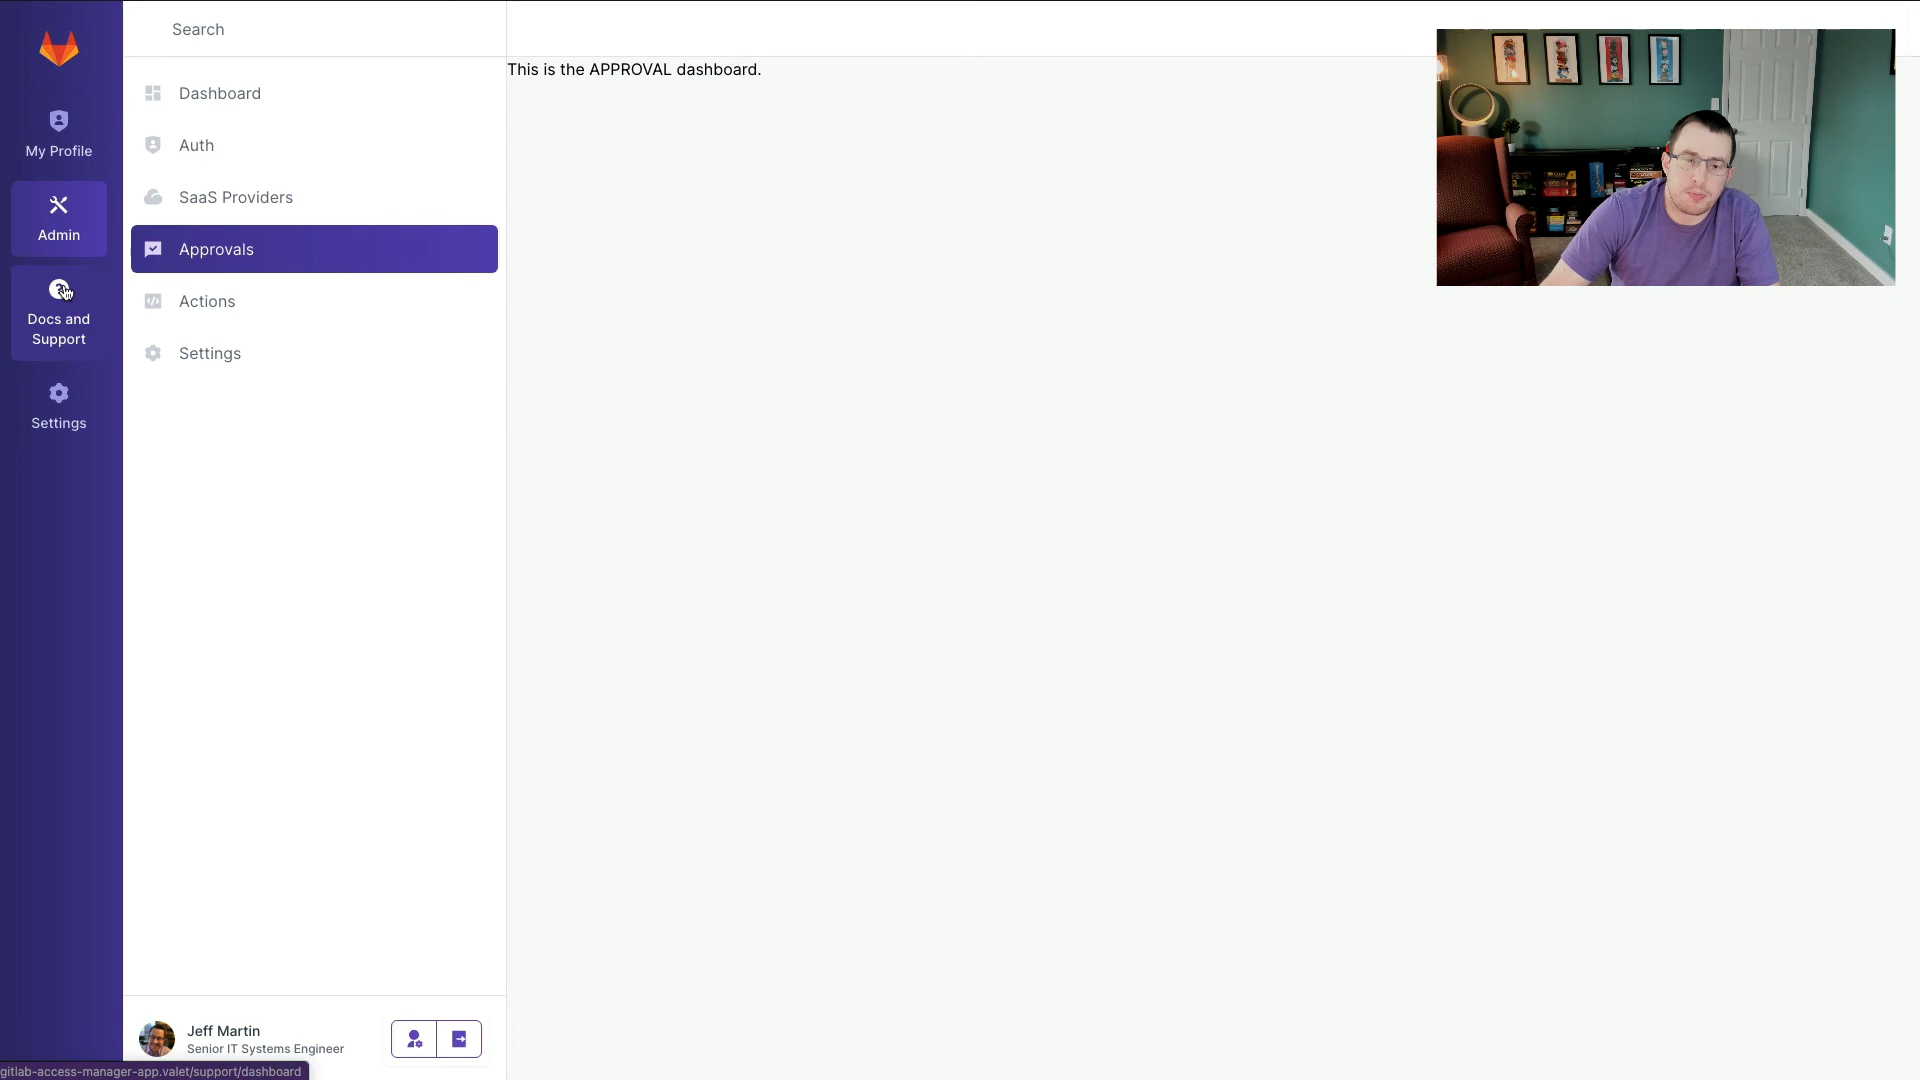 Search
This is the APPROVAL dashboard.
My Profile
Admin
Docs and
Support
Settings
Dashboard
Auth
SaaS Providers
Approvals
Actions
Settings
Jeff Martin
Senior IT Systems Engineer
gitlab-access-manager-app.valet/support/dashboard